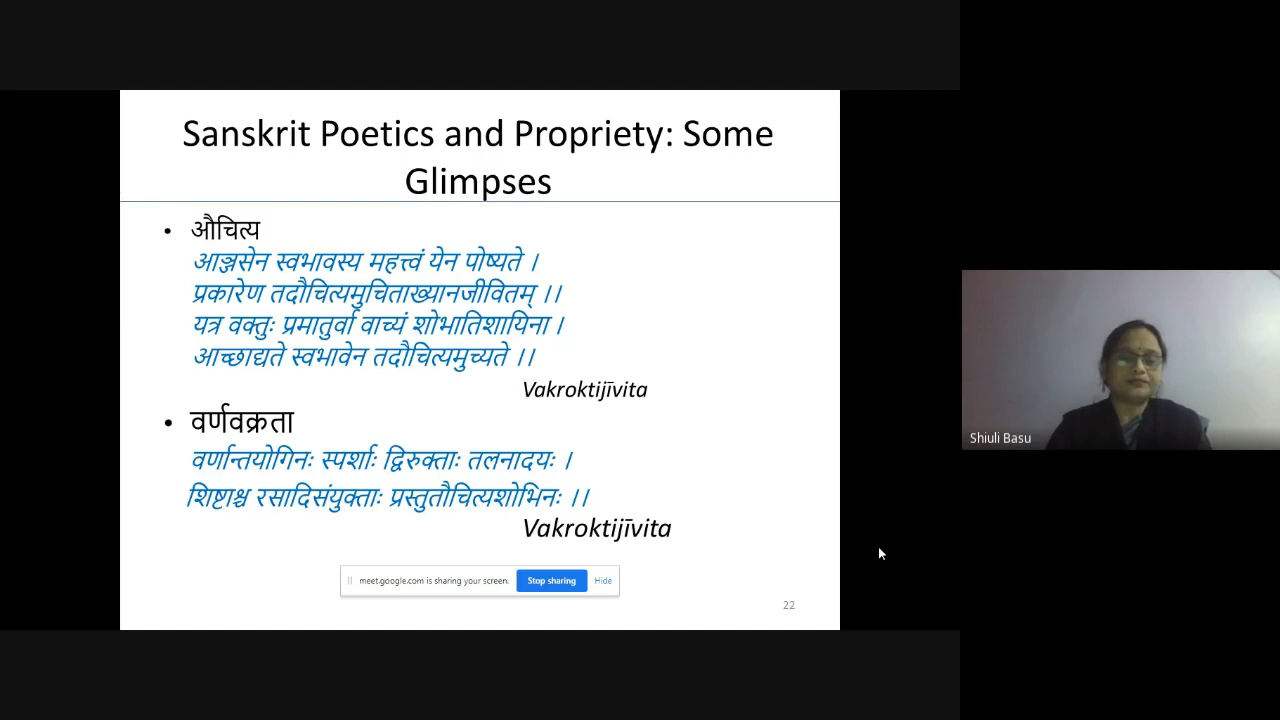 Sanskrit Poetics and Propriety: Some
Glimpses
• औचित्य
आञ्जसेन स्वभावस्य महत्त्वं येन पोष्यते ।
प्रकारेण तदौचित्यमुचिताख्यानजीवितम् ।।
यत्र वक्तुः प्रमातुर्वा वाच्यं शोभातिशायिना ।
आच्छाद्यते स्वभावेन तदौचित्यमुच्यते ।।
Vakroktijīvita
• वर्णवक्रता
वर्णान्तयोगिनः स्पर्शाः द्विरुक्ताः तलनादयः ।
शिष्टाश्च रसादिसंयुक्ताः प्रस्तुतौचित्यशोभिनः ।।
Vakroktijīvita
meet.google.com is sharing your screen. Stop sharing Hide
22
Shiuli Basu